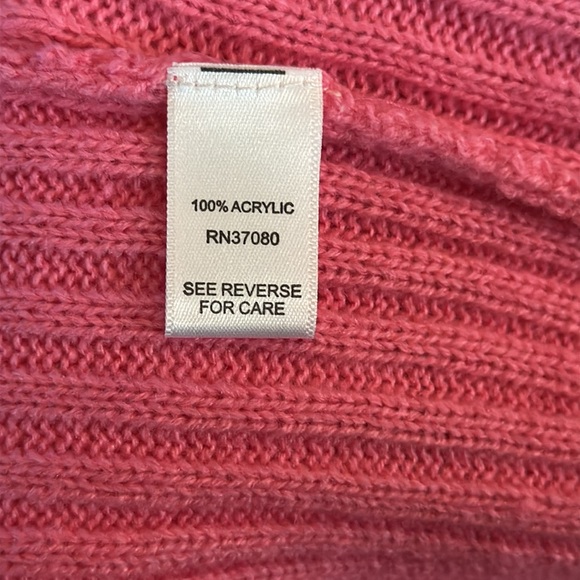 100% ACRYLIC
RN37080
SEE REVERSE
FOR CARE